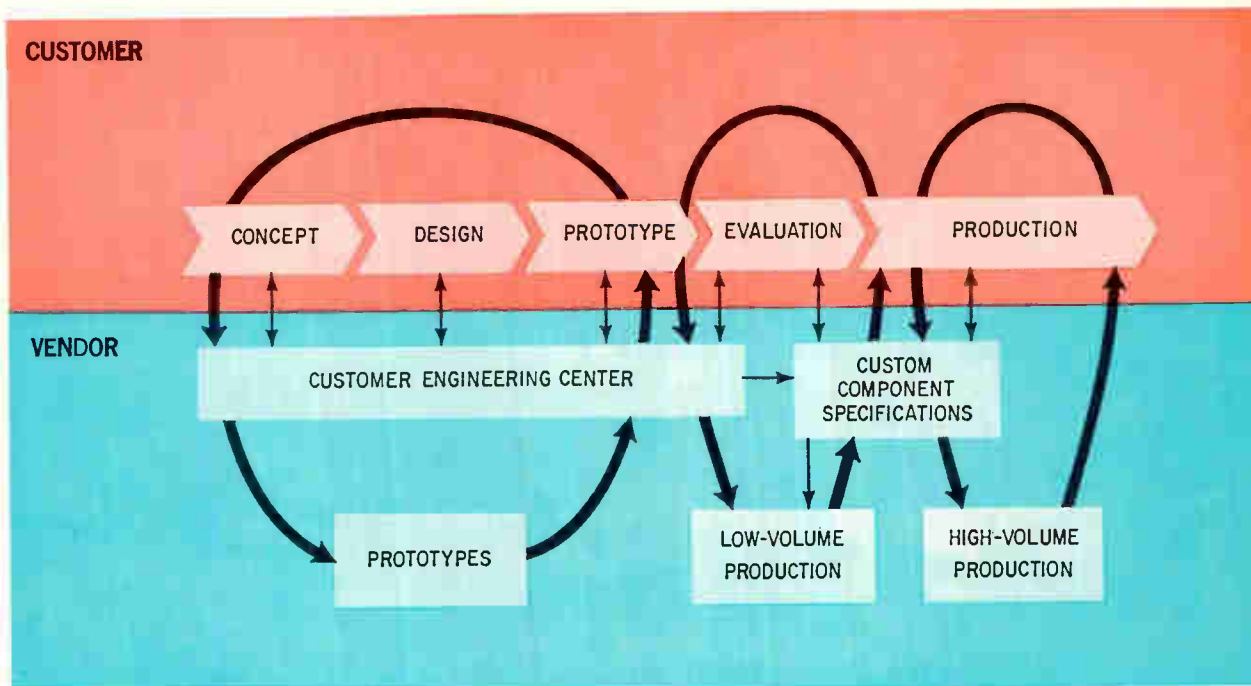 CUSTOMER
CONCEPT
DESIGN
PROTOTYPE
EVALUATION
PRODUCTION
VENDOR
CUSTOMER ENGINEERING CENTER
CUSTOM
COMPONENT
SPECIFICATIONS
PROTOTYPES
LOW-VOLUME
PRODUCTION
HIGH-VOLUME
PRODUCTION